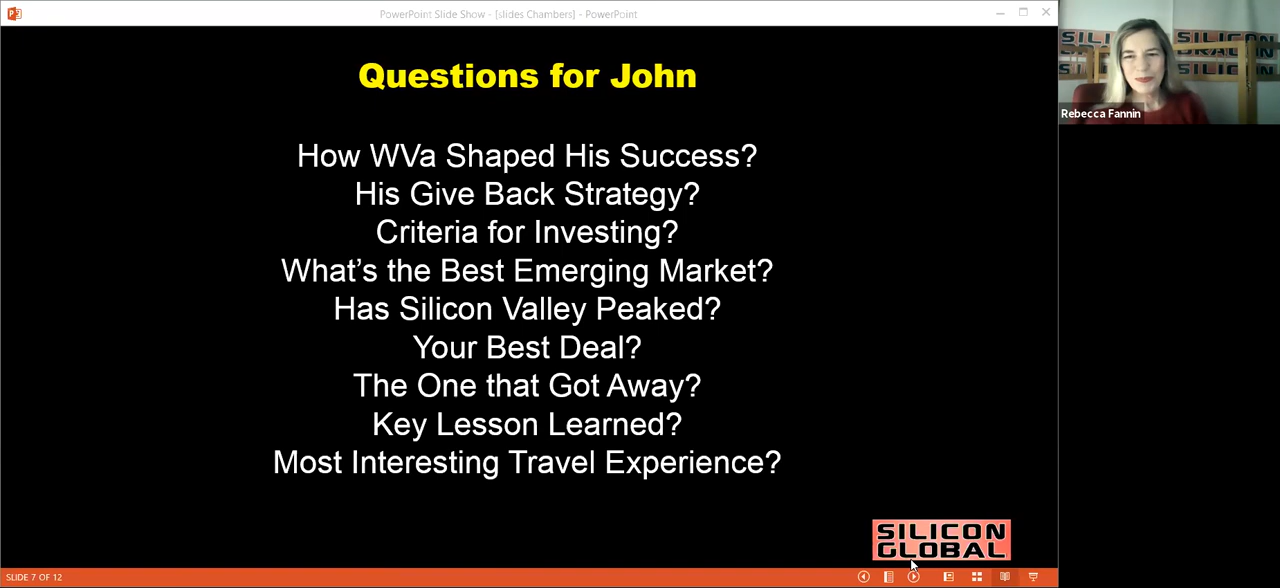 PowerPoint Slide Show - [slides Chambers] - PowerPoint
Questions for John
How WVa Shaped His Success?
His Give Back Strategy?
Criteria for Investing?
What’s the Best Emerging Market?
Has Silicon Valley Peaked?
Your Best Deal?
The One that Got Away?
Key Lesson Learned?
Most Interesting Travel Experience?
SILICON
GLOBAL
SLIDE 7 OF 12
Rebecca Fannin